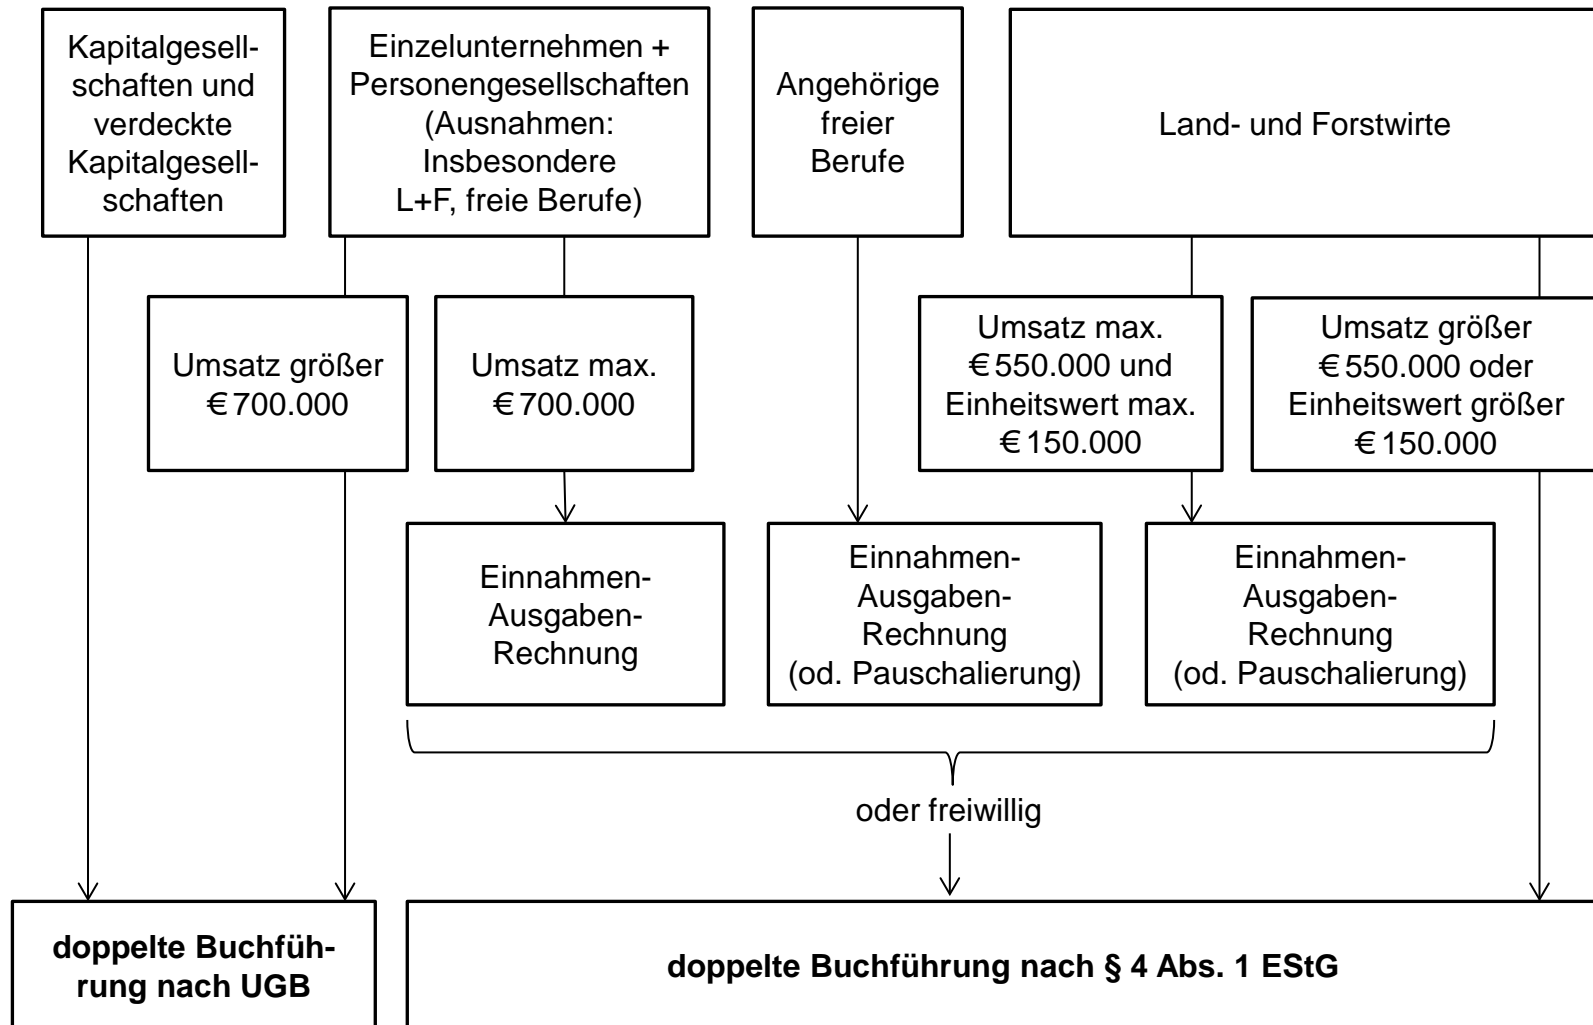 Kapitalgesell-
schaften und
verdeckte
Kapitalgesell-
schaften
Einzelunternehmen +
Personengesellschaften
(Ausnahmen:
Insbesondere
L+F, freie Berufe)
Angehörige
freier
Berufe
Land- und Forstwirte
Umsatz größer
€ 700.000
Umsatz max.
€ 700.000
Umsatz max.
€ 550.000 und
Einheitswert max.
€ 150.000
Umsatz größer
€ 550.000 oder
Einheitswert größer
€ 150.000
Einnahmen-
Ausgaben-
Rechnung
Einnahmen-
Ausgaben-
Rechnung
(od. Pauschalierung)
Einnahmen-
Ausgaben-
Rechnung
(od. Pauschalierung)
oder freiwillig
doppelte Buchfüh-
rung nach UGB
doppelte Buchführung nach § 4 Abs. 1 EStG